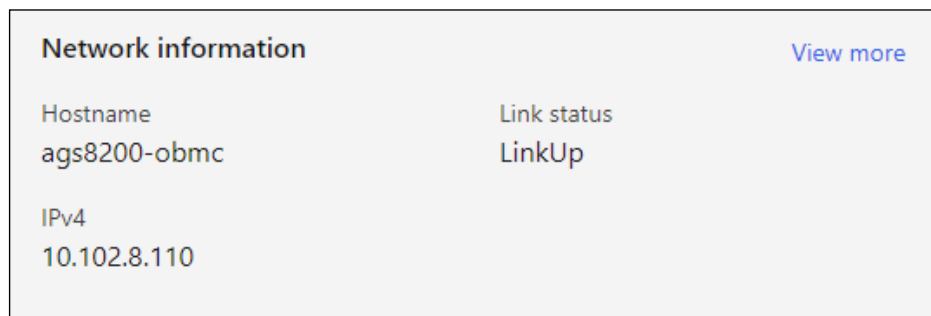 Network information
View more
Hostname
ags8200-obmc
Link status
LinkUp
IPv4
10.102.8.110